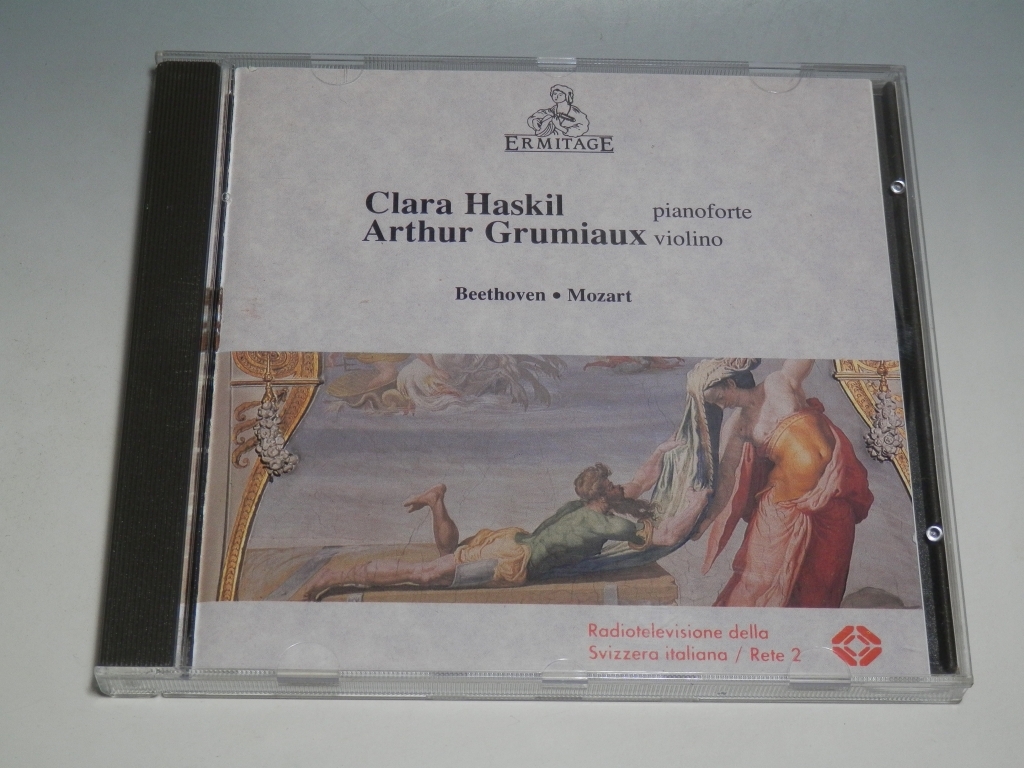 ERMITAGE
Clara Haskil pianoforte
Arthur Grumiaux violino
Beethoven • Mozart
Radiotelevisione della
Svizzera italiana / Rete 2